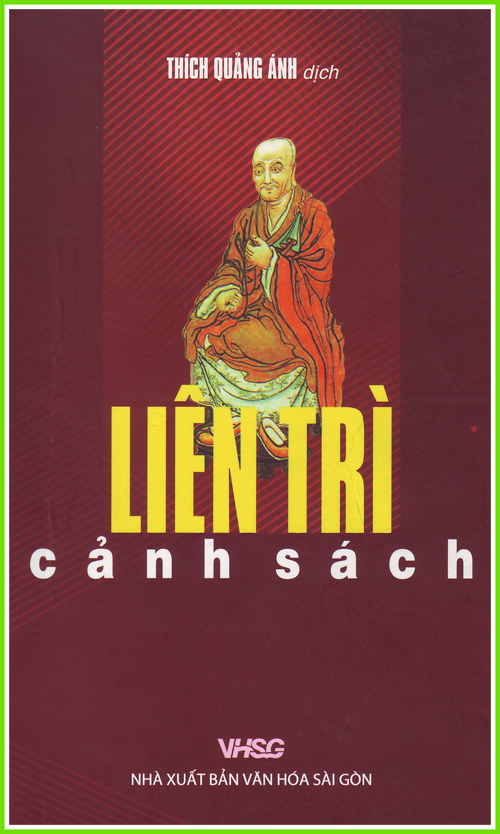 THÍCH QUẢNG ÁNH dịch
LIÊN TRÌ
cảnh sách
VHSG
NHÀ XUẤT BẢN VĂN HÓA SÀI GÒN